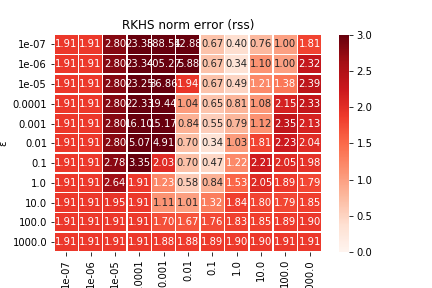 RKHS norm error (rss)
1e-07 1.91 1.91 2.80 23.38 0.67 0.40 0.76 1.00 1.81
1e-06 1.91 1.91 2.80 23.34 0.67 0.34 1.10 1.00 2.32
1e-05 1.91 1.91 2.80 23.25 1.94 0.67 0.49 1.21 1.38 2.39
0.0001 1.91 1.91 2.80 22.33 1.04 0.65 0.81 1.08 2.15 2.33
0.001 1.91 1.91 2.80 16.10 15.17 0.84 0.55 0.79 1.12 2.35 2.13
0.01 1.91 1.91 2.80 5.07 4.91 0.70 0.34 1.03 1.81 2.23 2.04
0.1 1.91 1.91 2.78 3.35 2.03 0.70 0.47 1.22 2.21 2.05 1.98
1.0 1.91 1.91 2.64 1.91 1.23 0.58 0.84 1.53 2.05 1.89 1.79
10.0 1.91 1.91 1.95 1.91 1.11 1.01 1.32 1.84 1.80 1.79 1.85
100.0 1.91 1.91 1.91 1.91 1.70 1.67 1.76 1.83 1.85 1.89 1.90
1000.0 1.91 1.91 1.91 1.91 1.88 1.88 1.89 1.90 1.90 1.91 1.91
ε
1e-07
1e-06
1e-05
0001
0.001
0.01
0.1
1.0
10.0
100.0
000.0
3.0
2.5
2.0
1.5
1.0
0.5
0.0